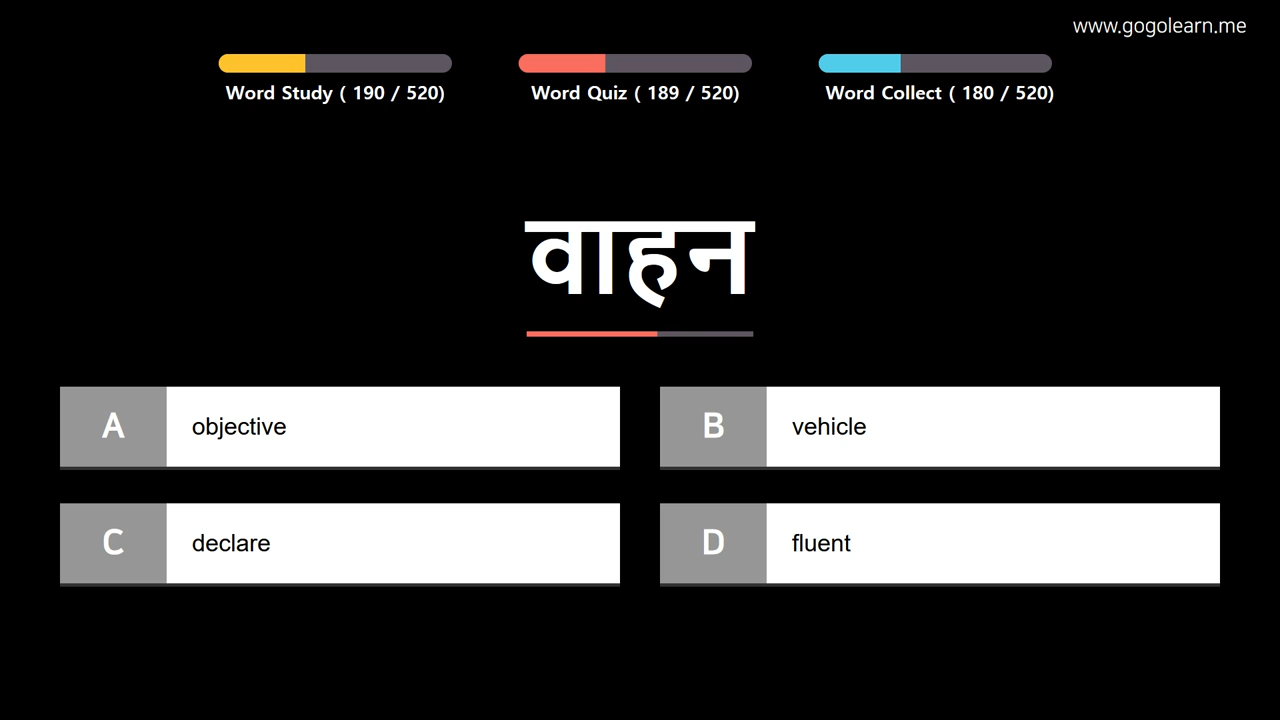 www.gogolearn.me
Word Study ( 190 / 520)
Word Quiz ( 189 / 520)
Word Collect ( 180 / 520)
वाहन
A objective
B vehicle
C declare
D fluent